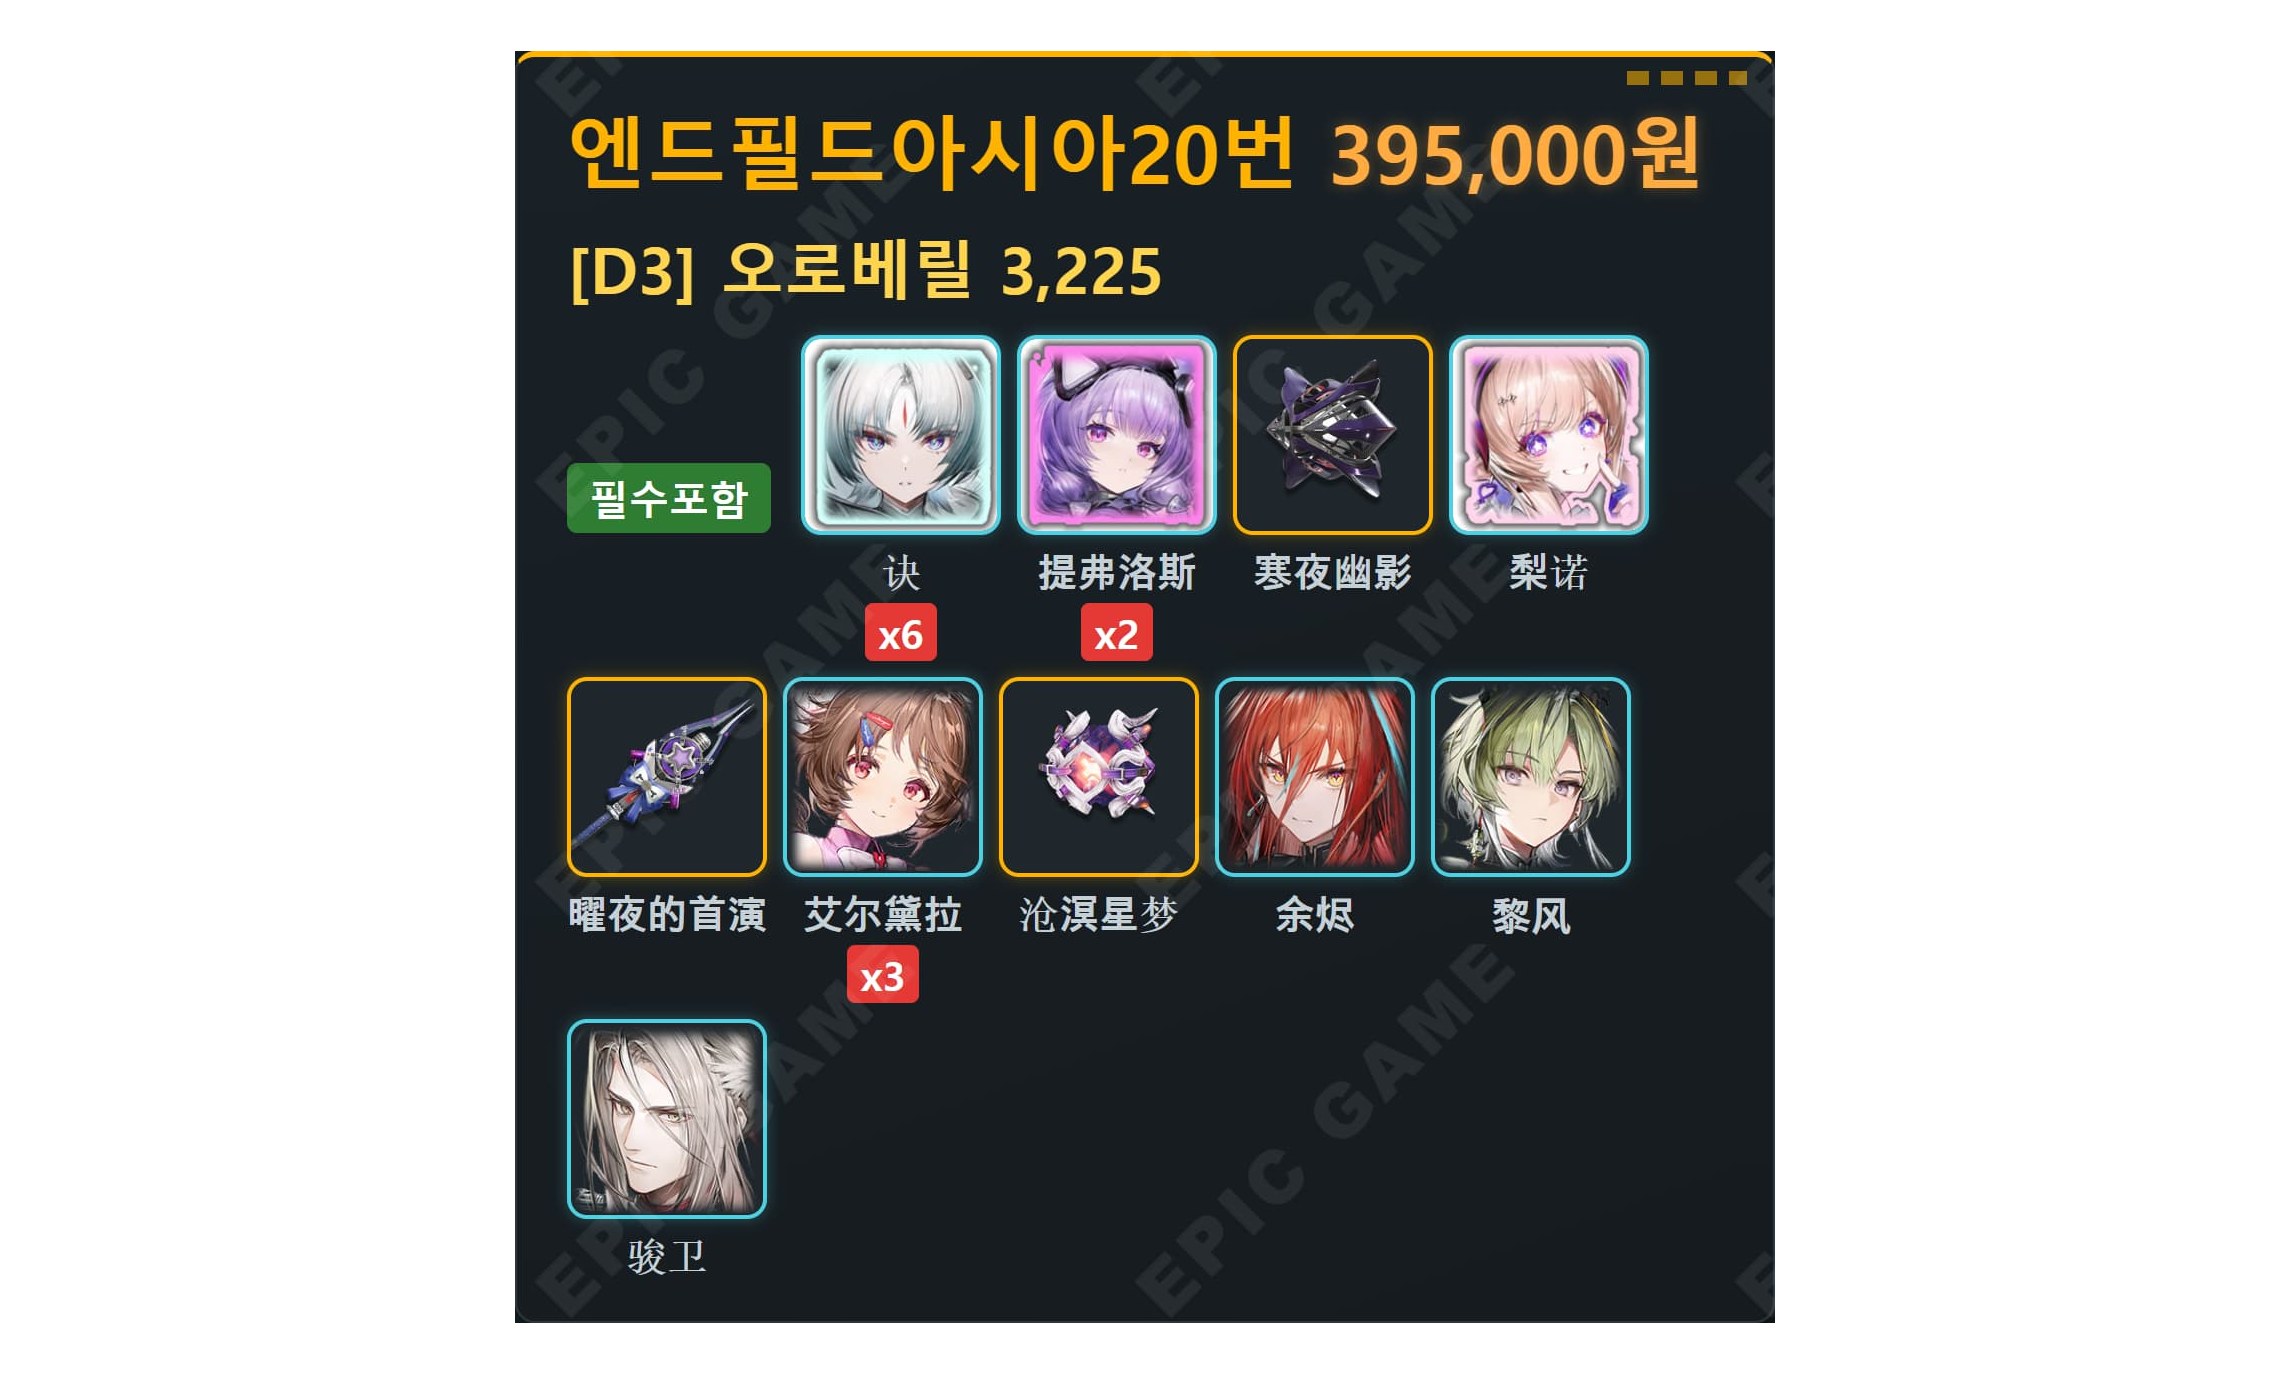 엔드필드아시아20번 395,000원
[D3] 오로베릴 3,225
필수포함
诀 提弗洛斯 寒夜幽影 梨诺
x6 x2
曜夜的首演 艾尔黛拉 沧溟星梦 余烬 黎风
x3
骏卫
EPIC GAME